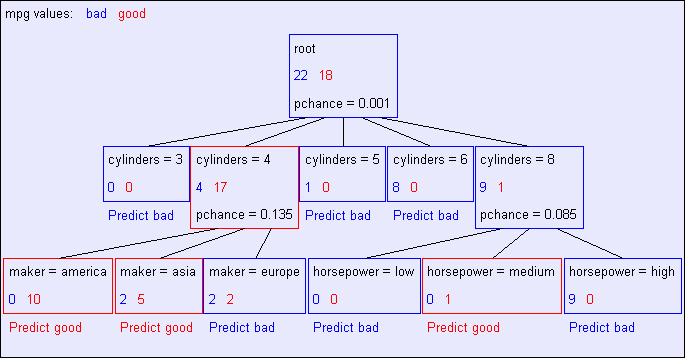 mpg values: bad good
root
22 18
pchance = 0.001
cylinders = 3
0 0
Predict bad
cylinders = 4
4 17
pchance = 0.135
cylinders = 5
1 0
Predict bad
cylinders = 6
8 0
Predict bad
cylinders = 8
9 1
pchance = 0.085
maker = america
0 10
Predict good
maker = asia
2 5
Predict good
maker = europe
2 2
Predict bad
horsepower = low
0 0
Predict bad
horsepower = medium
0 1
Predict good
horsepower = high
9 0
Predict bad